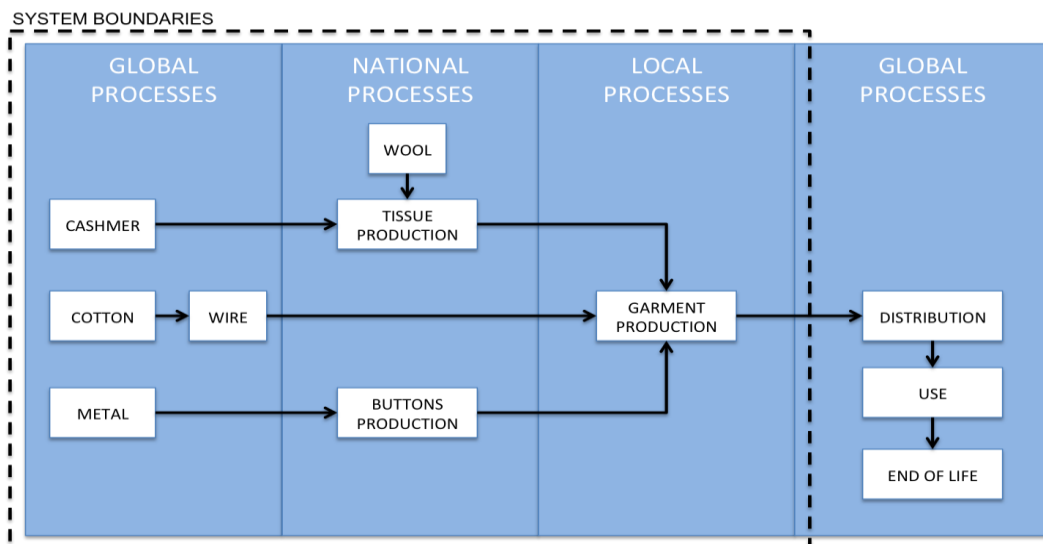 SYSTEM BOUNDARIES
GLOBAL
PROCESSES
NATIONAL
PROCESSES
LOCAL
PROCESSES
GLOBAL
PROCESSES
WOOL
CASHMER
TISSUE
PRODUCTION
COTTON
WIRE
GARMENT
PRODUCTION
DISTRIBUTION
METAL
BUTTONS
PRODUCTION
USE
END OF LIFE